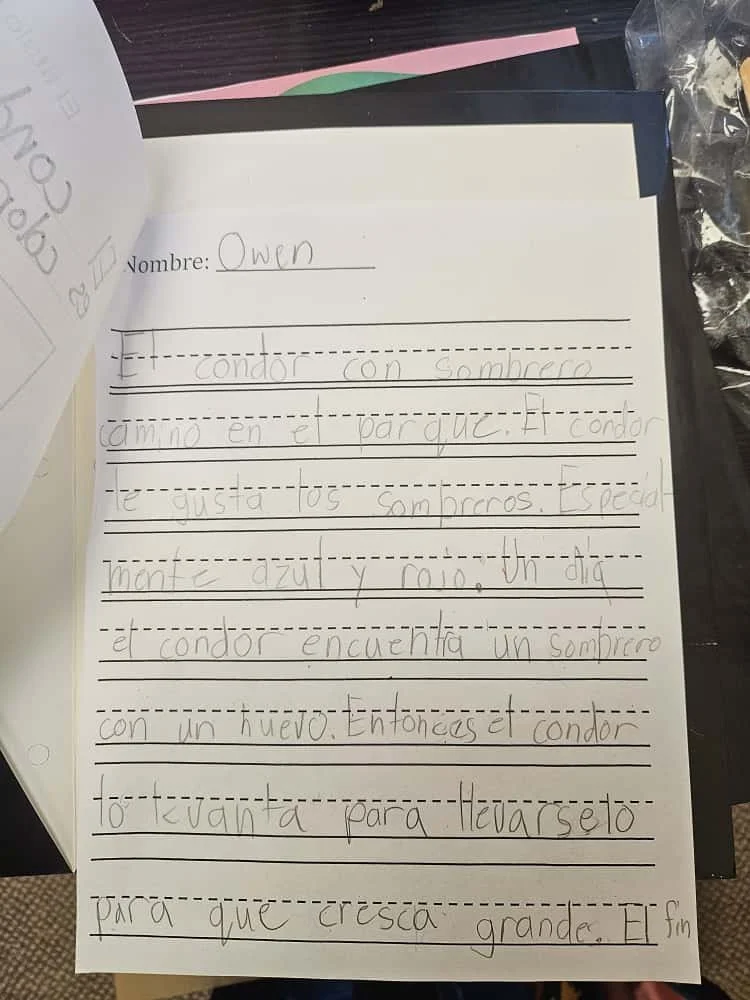 Nombre: Owen
El condor con sombrero
camino en el parque. El condor
le gusta los sombreros. Especial-
mente azul y rojo. Un dia
el condor encuentra un sombrero
con un huevo. Entonces el condor
lo levanta para llevarselo
para que cresca grande. El fin